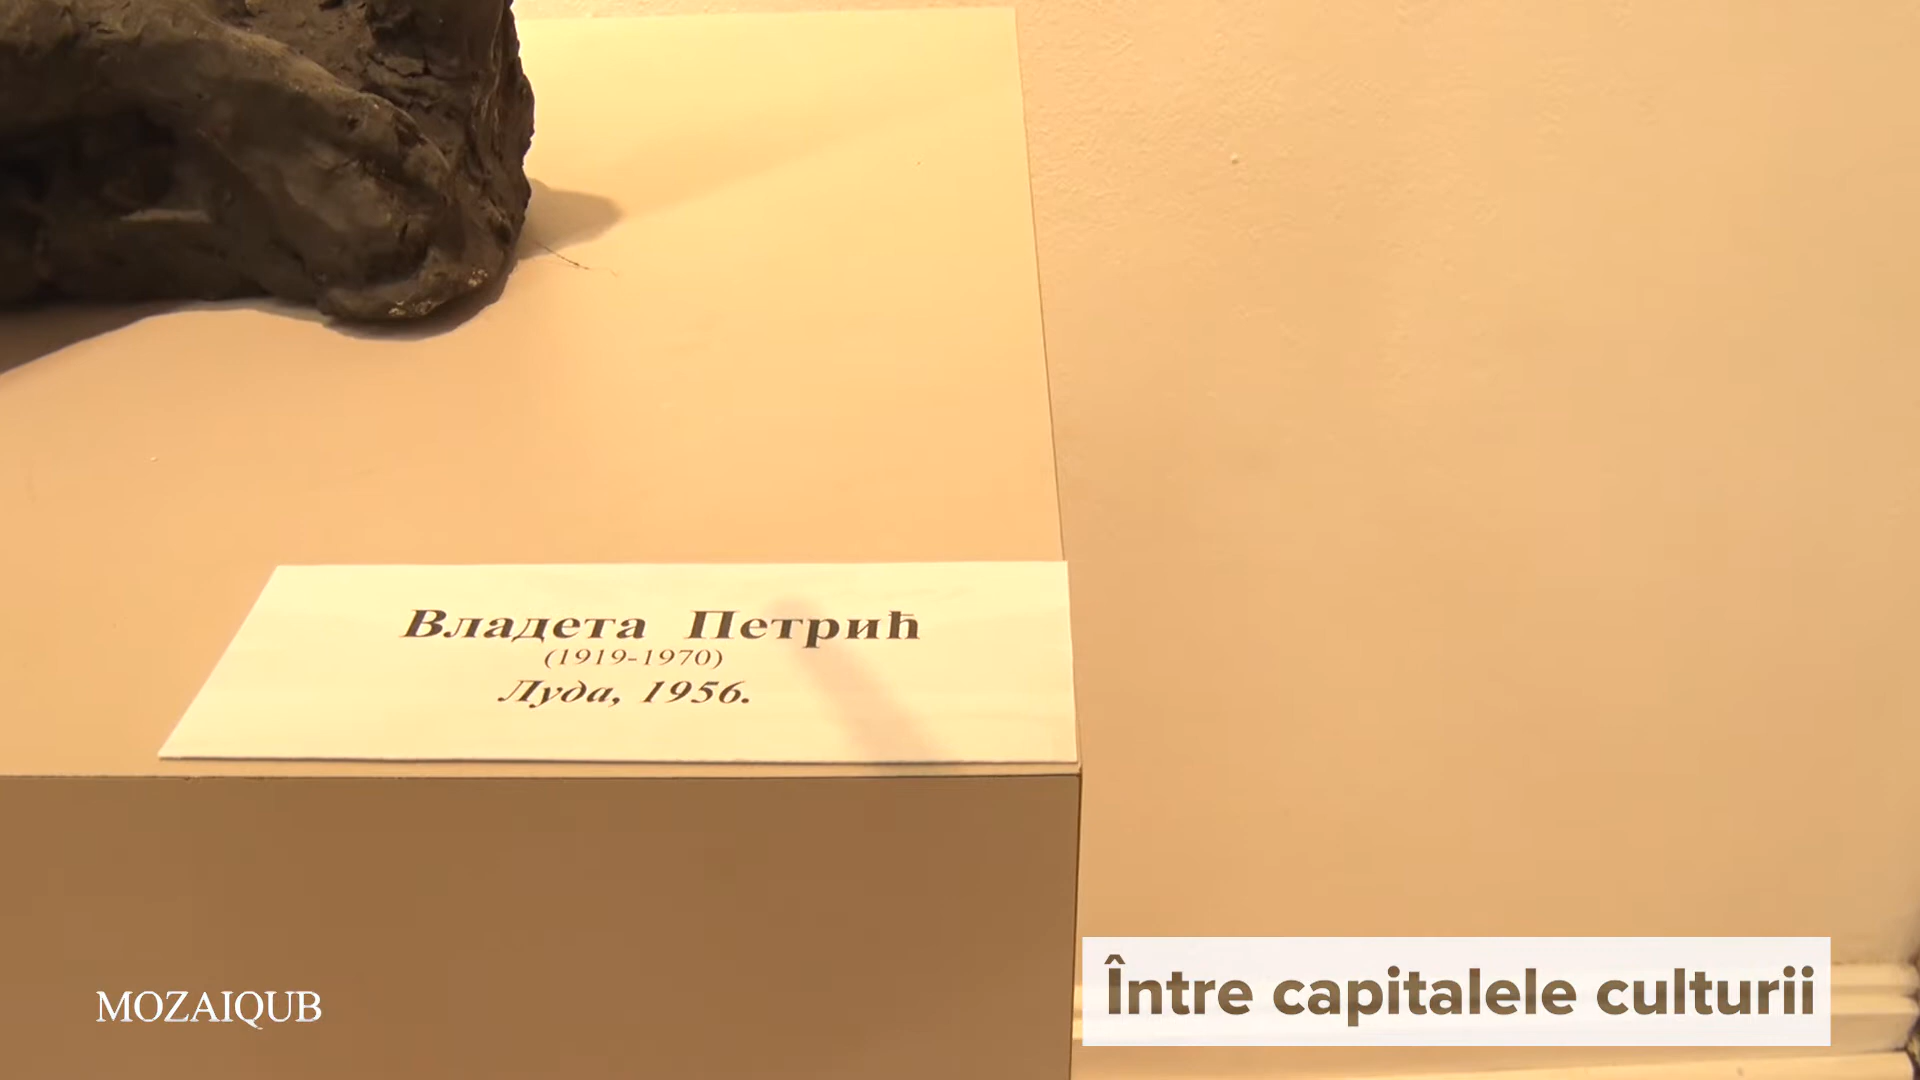 Владета Петрић
(1919-1970)
Луда, 1956.
MOZAIQUB
Între capitalele culturii